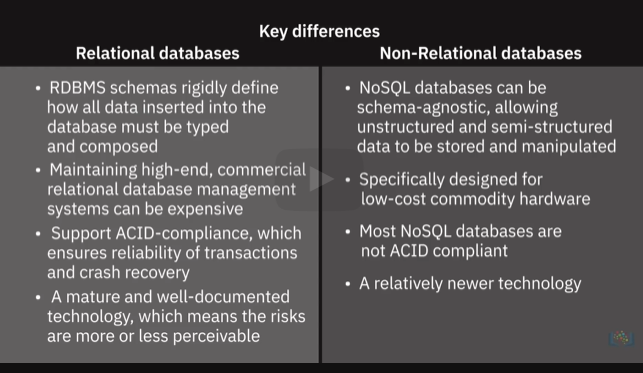 Key differences
Relational databases
• RDBMS schemas rigidly define
how all data inserted into the
database must be typed
and composed
• Maintaining high-end, commercial
relational database management
systems can be expensive
• Support ACID-compliance, which
ensures reliability of transactions
and crash recovery
• A mature and well-documented
technology, which means the risks
are more or less perceivable
Non-Relational databases
• NoSQL databases can be
schema-agnostic, allowing
unstructured and semi-structured
data to be stored and manipulated
• Specifically designed for
low-cost commodity hardware
• Most NoSQL databases are
not ACID compliant
• A relatively newer technology